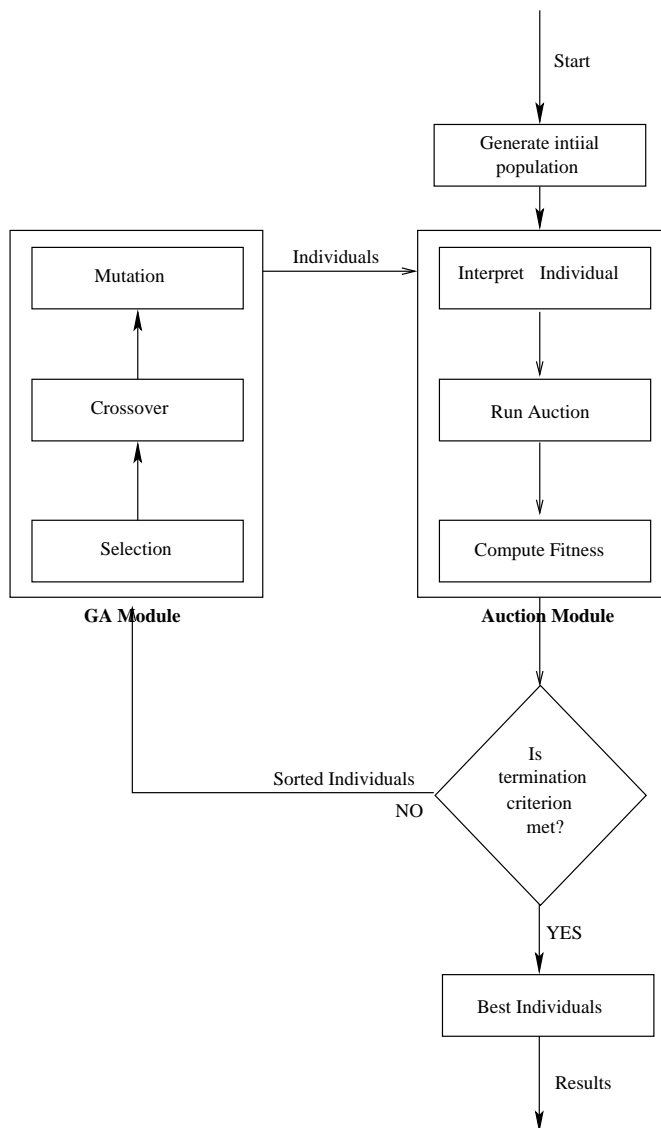 Start
Generate intiial
population
Mutation
Crossover
Selection
GA Module
Individuals
Interpret Individual
Run Auction
Compute Fitness
Auction Module
Is
termination
criterion
met?
Sorted Individuals
NO
YES
Best Individuals
Results